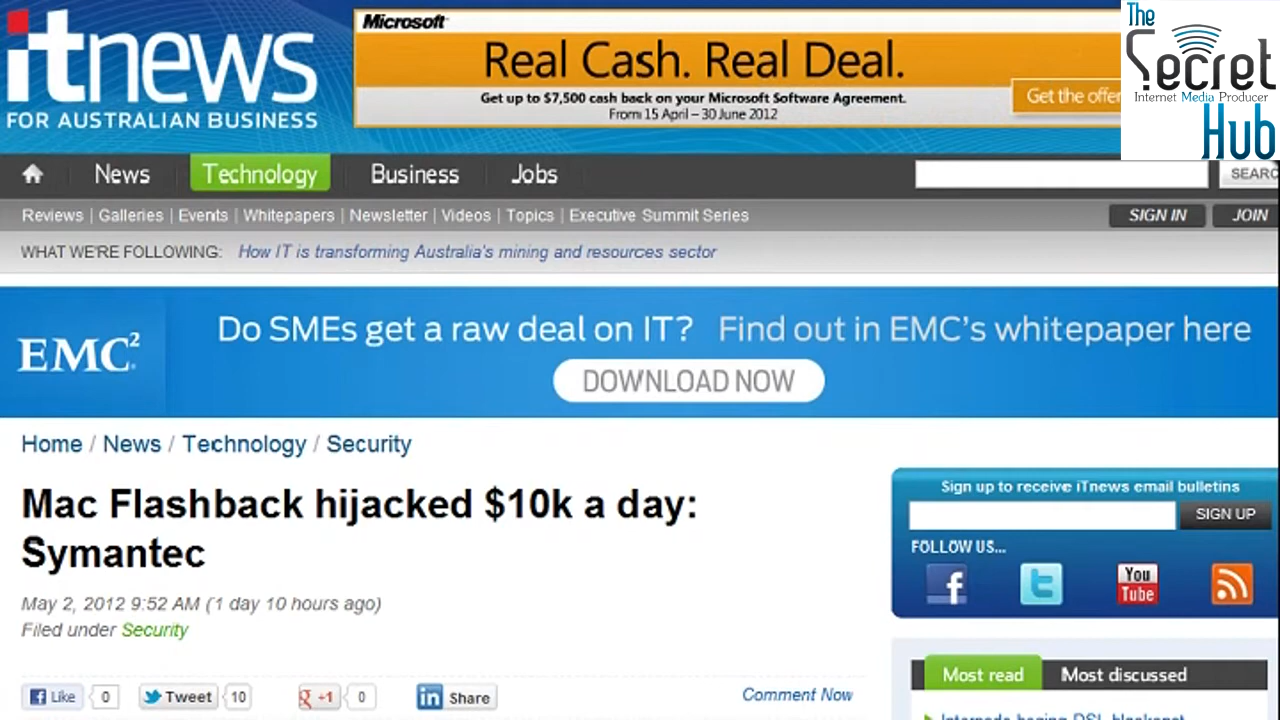 itnews
FOR AUSTRALIAN BUSINESS
Microsoft
Real Cash. Real Deal.
Get up to $7,500 cash back on your Microsoft Software Agreement.
From 15 April – 30 June 2012
Get the offer
The
Secret
Internet Media Producer
Hub
News Technology Business Jobs
SEARC
Reviews | Galleries | Events | Whitepapers | Newsletter | Videos | Topics | Executive Summit Series
SIGN IN JOIN
WHAT WE'RE FOLLOWING: How IT is transforming Australia's mining and resources sector
EMC²
Do SMEs get a raw deal on IT? Find out in EMC's whitepaper here
DOWNLOAD NOW
Home / News / Technology / Security
Mac Flashback hijacked $10k a day:
Symantec
May 2, 2012 9:52 AM (1 day 10 hours ago)
Filed under Security
Like 0 Tweet 10 g +1 0 in Share
Comment Now
Sign up to receive iTnews email bulletins
SIGN UP
FOLLOW US...
f t You Tube
Most read Most discussed